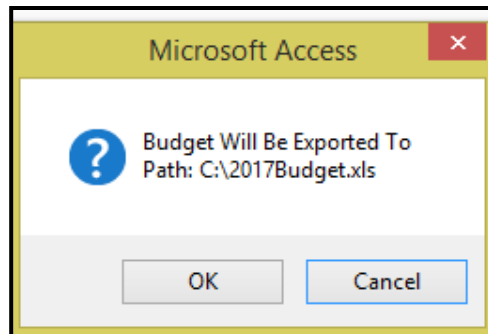 Microsoft Access
×
Budget Will Be Exported To
Path: C:\2017Budget.xls
OK
Cancel